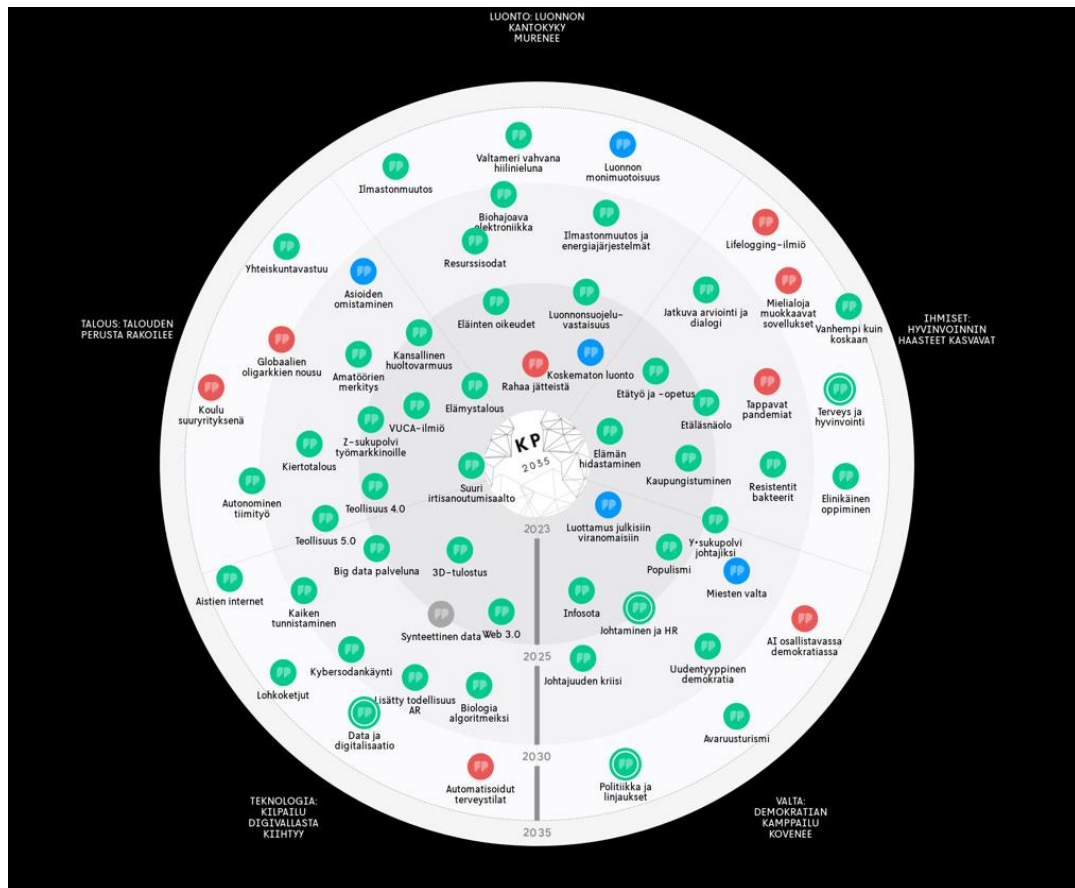 LUONTO: LUONNON
KANTOKYKY
MURENEE
Valtameri vahvana
hiilinieluna
Luonnon
monimuotoisuus
Ilmastonmuutos
Biohajoava
elektroniikka
Ilmastonmuutos ja
energiajärjestelmät
Resurssisodat
Lifelogging-ilmiö
Yhteiskuntavastuu
Asioiden
omistaminen
Eläinten oikeudet
Luonnonsuojelu-
vastaisuus
Jatkuva arviointi ja
dialogi
Mielialoja
muokkaavat
sovellukset
Vanhempi kuin
koskaan
TALOUS: TALOUDEN
PERUSTA RAKOILEE
IHMISET:
HYVINVOINNIN
HAASTEET KASVAVAT
Globaalien
oligarkkien nousu
Amatöörien
merkitys
Kansallinen
huoltovarmuus
Rahaa jätteistä
Koskematon luonto
Etätyö ja -opetus
Tappavat
pandemiat
Terveys ja
hyvinvointi
Koulu
suuryrityksenä
Elämystalous
VUCA-ilmiö
Etäläsnäolo
Z-sukupolvi
työmarkkinoille
KP
2035
Elämän
hidastaminen
Kiertotalous
Kaupungistuminen
Resistentit
bakteerit
Elinikäinen
oppiminen
Suuri
irtisanoutumisaalto
Autonominen
tiimityö
Teollisuus 4.0
Luottamus julkisiin
viranomaisiin
2023
Teollisuus 5.0
Y-sukupolvi
johtajiksi
Big data palveluna
3D-tulostus
Populismi
Miesten valta
Aistien internet
Kaiken
tunnistaminen
Infosota
Synteettinen data
Web 3.0
Johtaminen ja HR
AI osallistavassa
demokratiassa
2025
Kybersodankäynti
Johtajuuden kriisi
Uudentyyppinen
demokratia
Lohkoketjut
Lisätty todellisuus
AR
Biologia
algoritmeiksi
Data ja
digitalisaatio
Avaruusturismi
2030
Automatisoidut
terveystilat
Politiikka ja
linjaukset
TEKNOLOGIA:
KILPAILU
DIGIVALLASTA
KIIHTYY
VALTA:
DEMOKRATIAN
KAMPPAILU
KOVENEE
2035